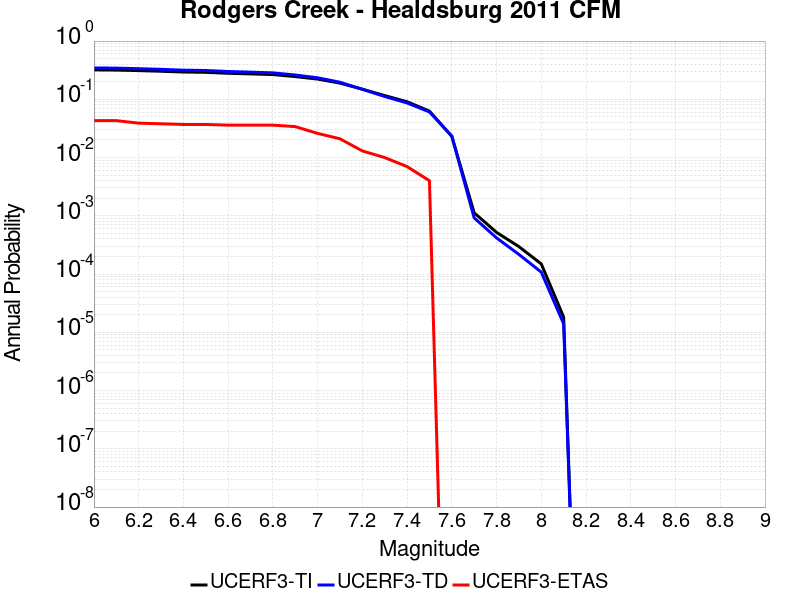 Rodgers Creek - Healdsburg 2011 CFM
10^0
10^-1
10^-2
10^-3
10^-4
10^-5
10^-6
10^-7
10^-8
Annual Probability
6 6.2 6.4 6.6 6.8 7 7.2 7.4 7.6 7.8 8 8.2 8.4 8.6 8.8 9
Magnitude
UCERF3-TI UCERF3-TD UCERF3-ETAS